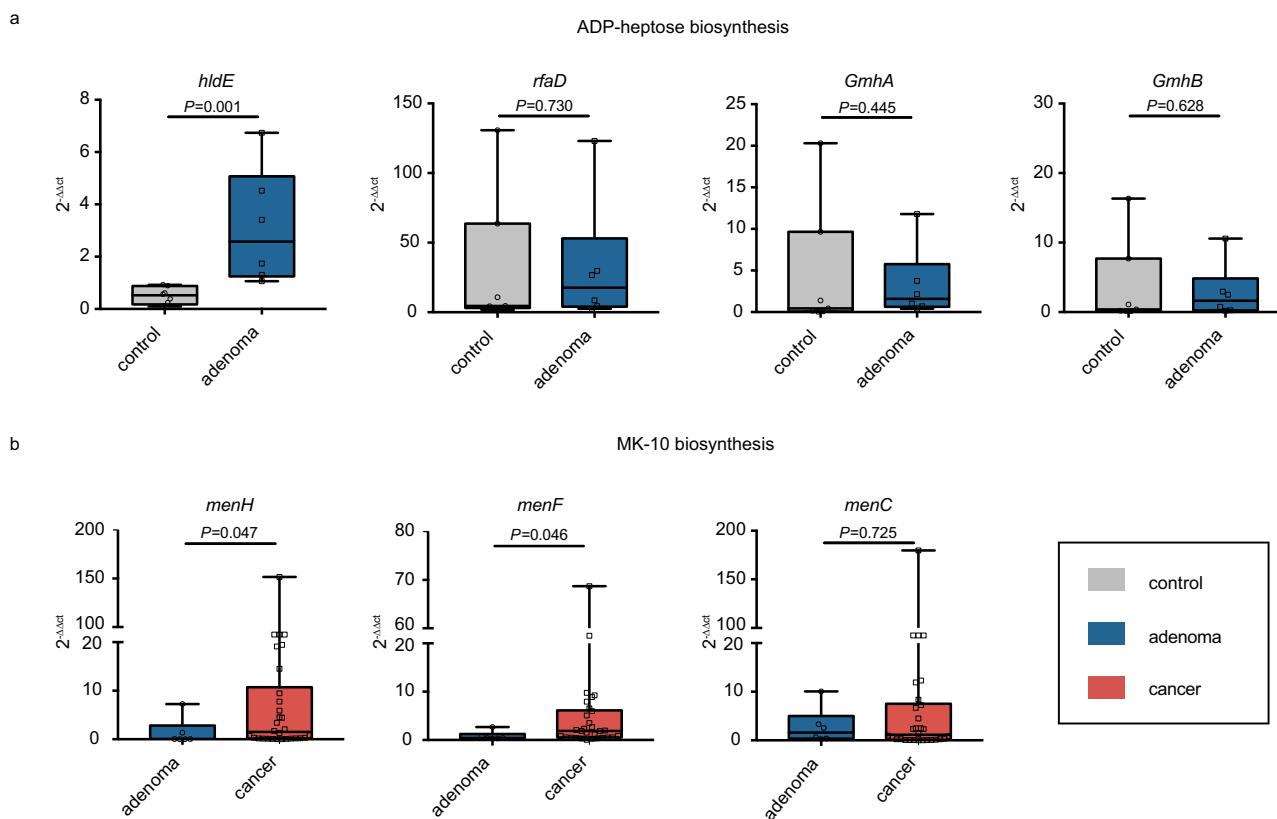 a
ADP-heptose biosynthesis
hldE
P=0.001
8
6
4
2
0
2-ΔΔct
control
adenoma
rfaD
P=0.730
150
100
50
0
2-ΔΔct
control
adenoma
GmhA
P=0.445
25
20
15
10
5
0
2-ΔΔct
control
adenoma
GmhB
P=0.628
30
20
10
0
2-ΔΔct
control
adenoma
b
MK-10 biosynthesis
menH
P=0.047
200
150
100
20
10
0
2-ΔΔct
adenoma
cancer
menF
P=0.046
80
70
60
20
10
0
2-ΔΔct
adenoma
cancer
menC
P=0.725
200
150
100
20
10
0
2-ΔΔct
adenoma
cancer
control
adenoma
cancer